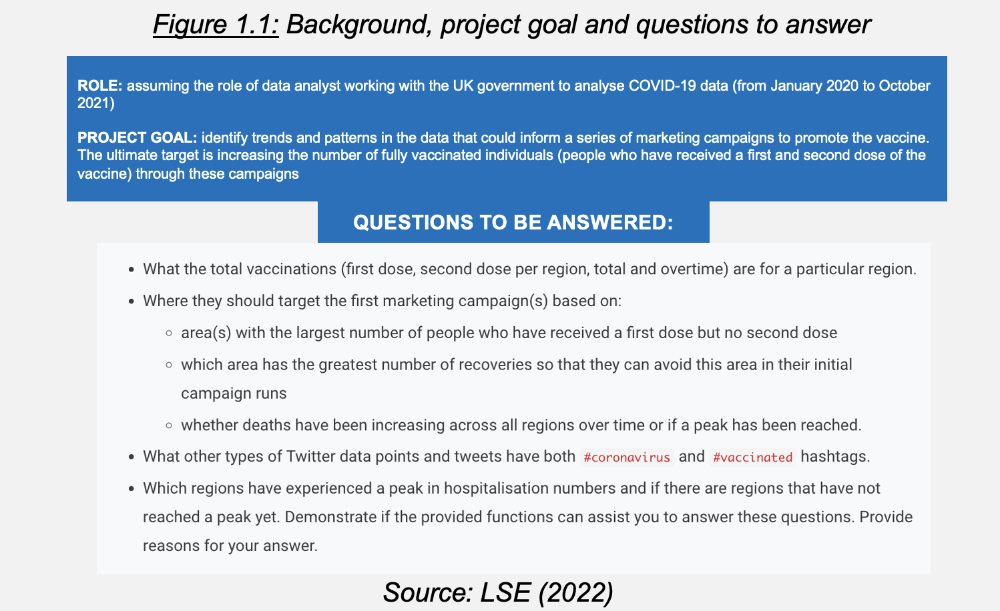 Figure 1.1: Background, project goal and questions to answer
ROLE: assuming the role of data analyst working with the UK government to analyse COVID-19 data (from January 2020 to October
2021)
PROJECT GOAL: identify trends and patterns in the data that could inform a series of marketing campaigns to promote the vaccine.
The ultimate target is increasing the number of fully vaccinated individuals (people who have received a first and second dose of the
vaccine) through these campaigns
QUESTIONS TO BE ANSWERED:
• What the total vaccinations (first dose, second dose per region, total and overtime) are for a particular region.
• Where they should target the first marketing campaign(s) based on:
◦ area(s) with the largest number of people who have received a first dose but no second dose
◦ which area has the greatest number of recoveries so that they can avoid this area in their initial
campaign runs
◦ whether deaths have been increasing across all regions over time or if a peak has been reached.
• What other types of Twitter data points and tweets have both #coronavirus and #vaccinated hashtags.
• Which regions have experienced a peak in hospitalisation numbers and if there are regions that have not
reached a peak yet. Demonstrate if the provided functions can assist you to answer these questions. Provide
reasons for your answer.
Source: LSE (2022)